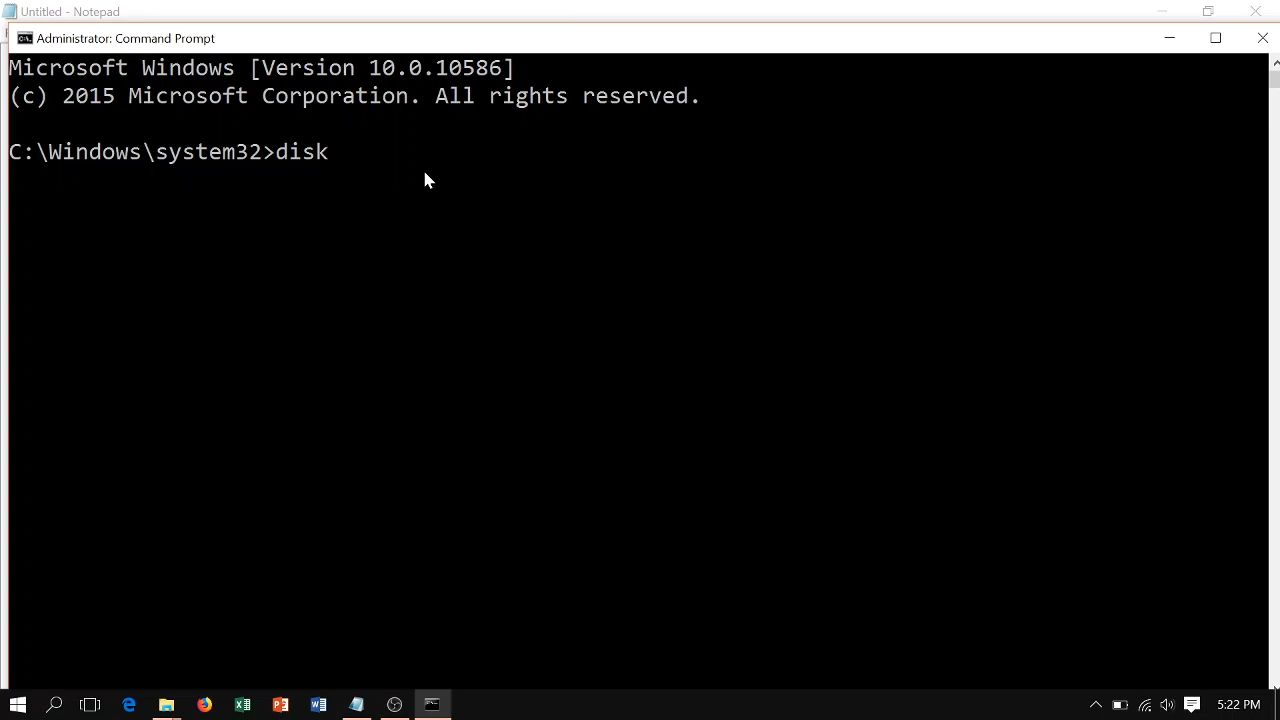 Untitled - Notepad
Administrator: Command Prompt
Microsoft Windows [Version 10.0.10586]
(c) 2015 Microsoft Corporation. All rights reserved.
C:\Windows\system32>disk
5:22 PM